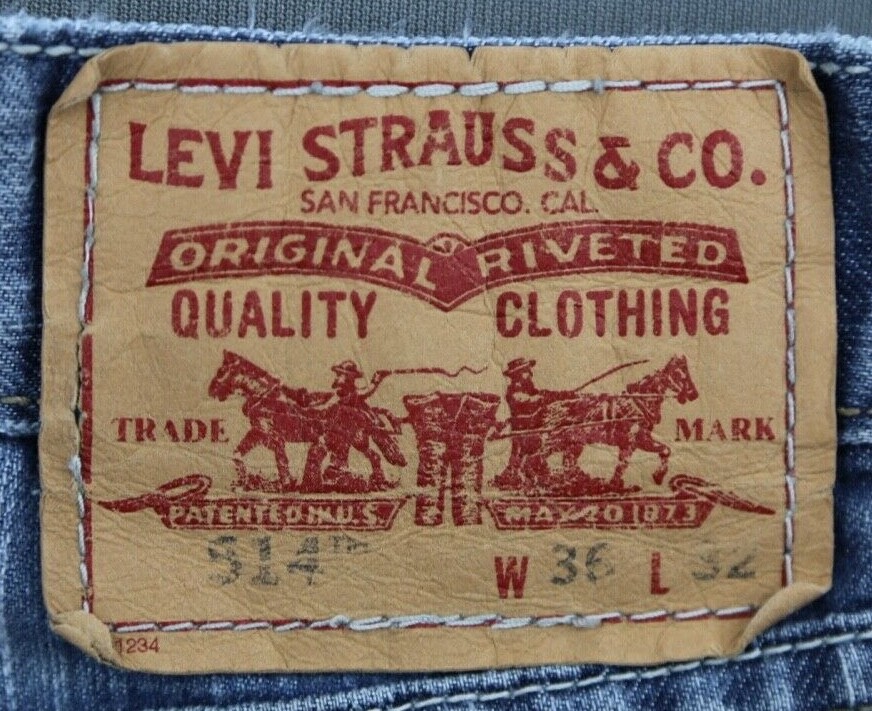 LEVI STRAUSS & CO.
SAN FRANCISCO. CAL.
ORIGINAL RIVETED
QUALITY CLOTHING
TRADE MARK
PATENTED IN U.S. MAY 20 1873
514™ W 36 L 32
1234